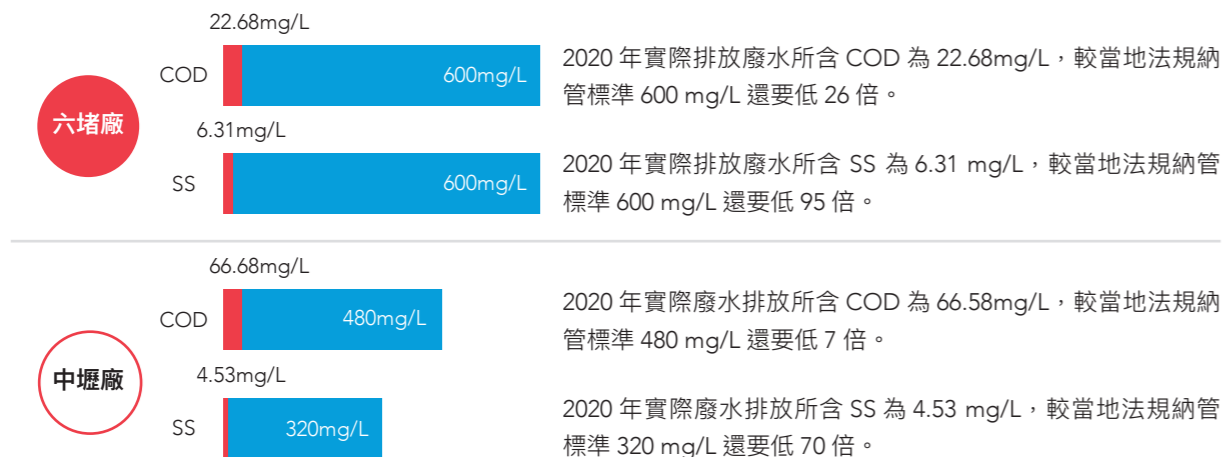 22.68mg/L
COD
600mg/L
2020 年實際排放廢水所含 COD 為 22.68mg/L，較當地法規納
管標準 600 mg/L 還要低 26 倍。
六堵廠
6.31mg/L
SS
600mg/L
2020 年實際排放廢水所含 SS 為 6.31 mg/L，較當地法規納管
標準 600 mg/L 還要低 95 倍。
66.68mg/L
COD
480mg/L
2020 年實際廢水排放所含 COD 為 66.58mg/L，較當地法規納
管標準 480 mg/L 還要低 7 倍。
中壢廠
4.53mg/L
SS
320mg/L
2020 年實際廢水排放所含 SS 為 4.53 mg/L，較當地法規納管
標準 320 mg/L 還要低 70 倍。